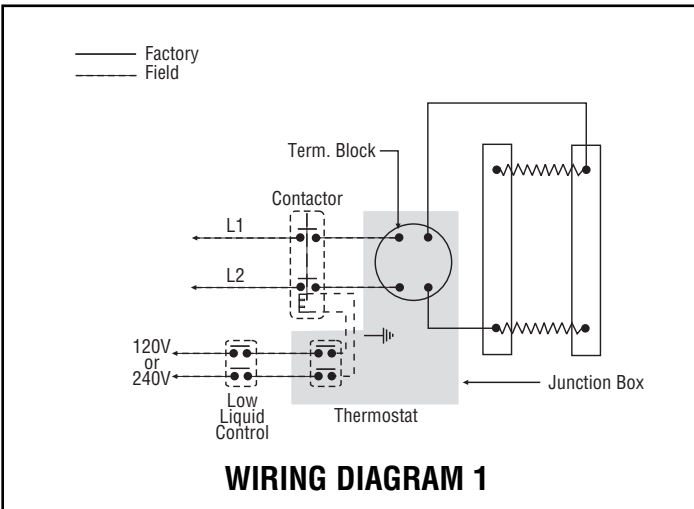 Factory
Field
Term. Block
Contactor
L1
L2
120V
or
240V
Low
Liquid
Control
Thermostat
Junction Box
WIRING DIAGRAM 1